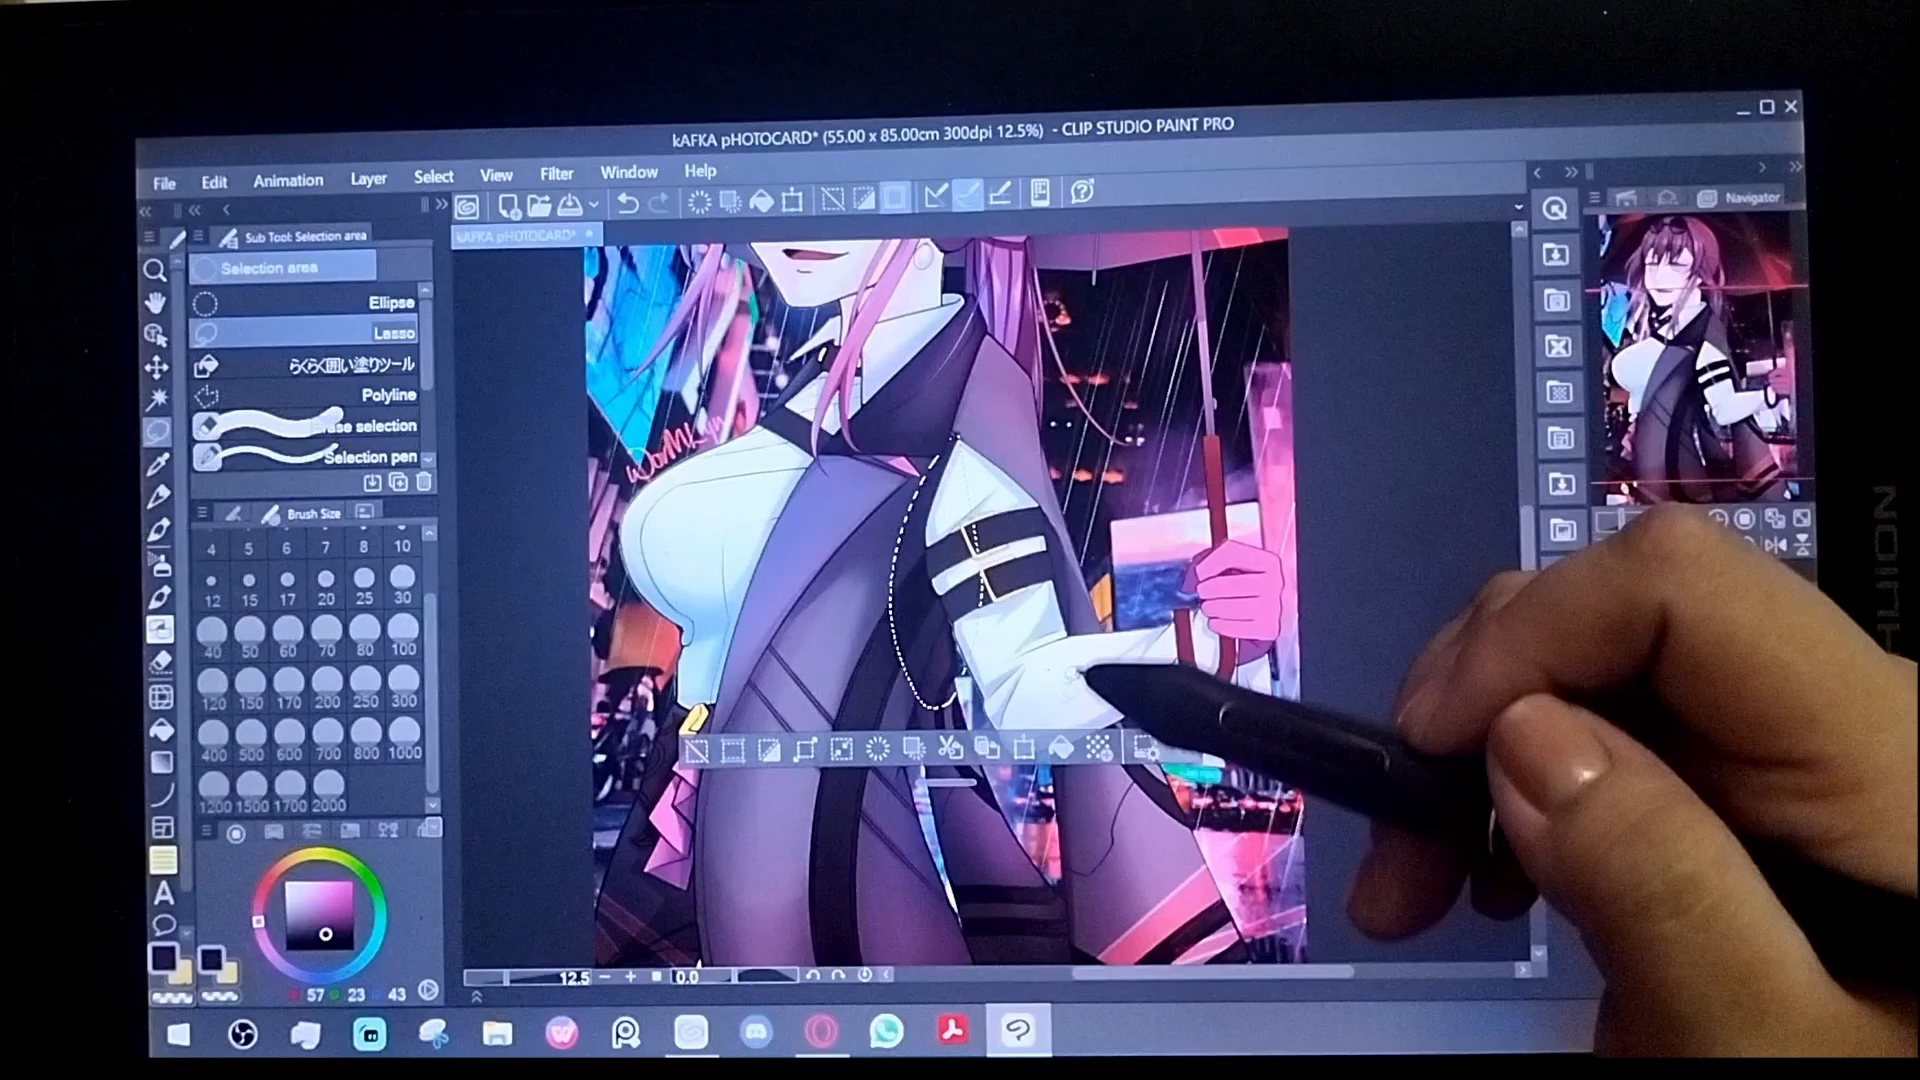 kAFKA pHOTOCARD* (55.00 x 85.00cm 300dpi 12.5%) - CLIP STUDIO PAINT PRO
File Edit Animation Layer Select View Filter Window Help
Sub Tool: Selection area
kAFKA pHOTOCARD*
Navigator
Selection area
Ellipse
Lasso
らくらく囲い塗りツール
Polyline
ase selection
Selection pen
Brush Size
4 5 6 7 8 10
12 15 17 20 25 30
40 50 60 70 80 100
120 150 170 200 250 300
400 500 600 700 800 1000
1200 1500 1700 2000
12.5
0.0
57 23 43
A